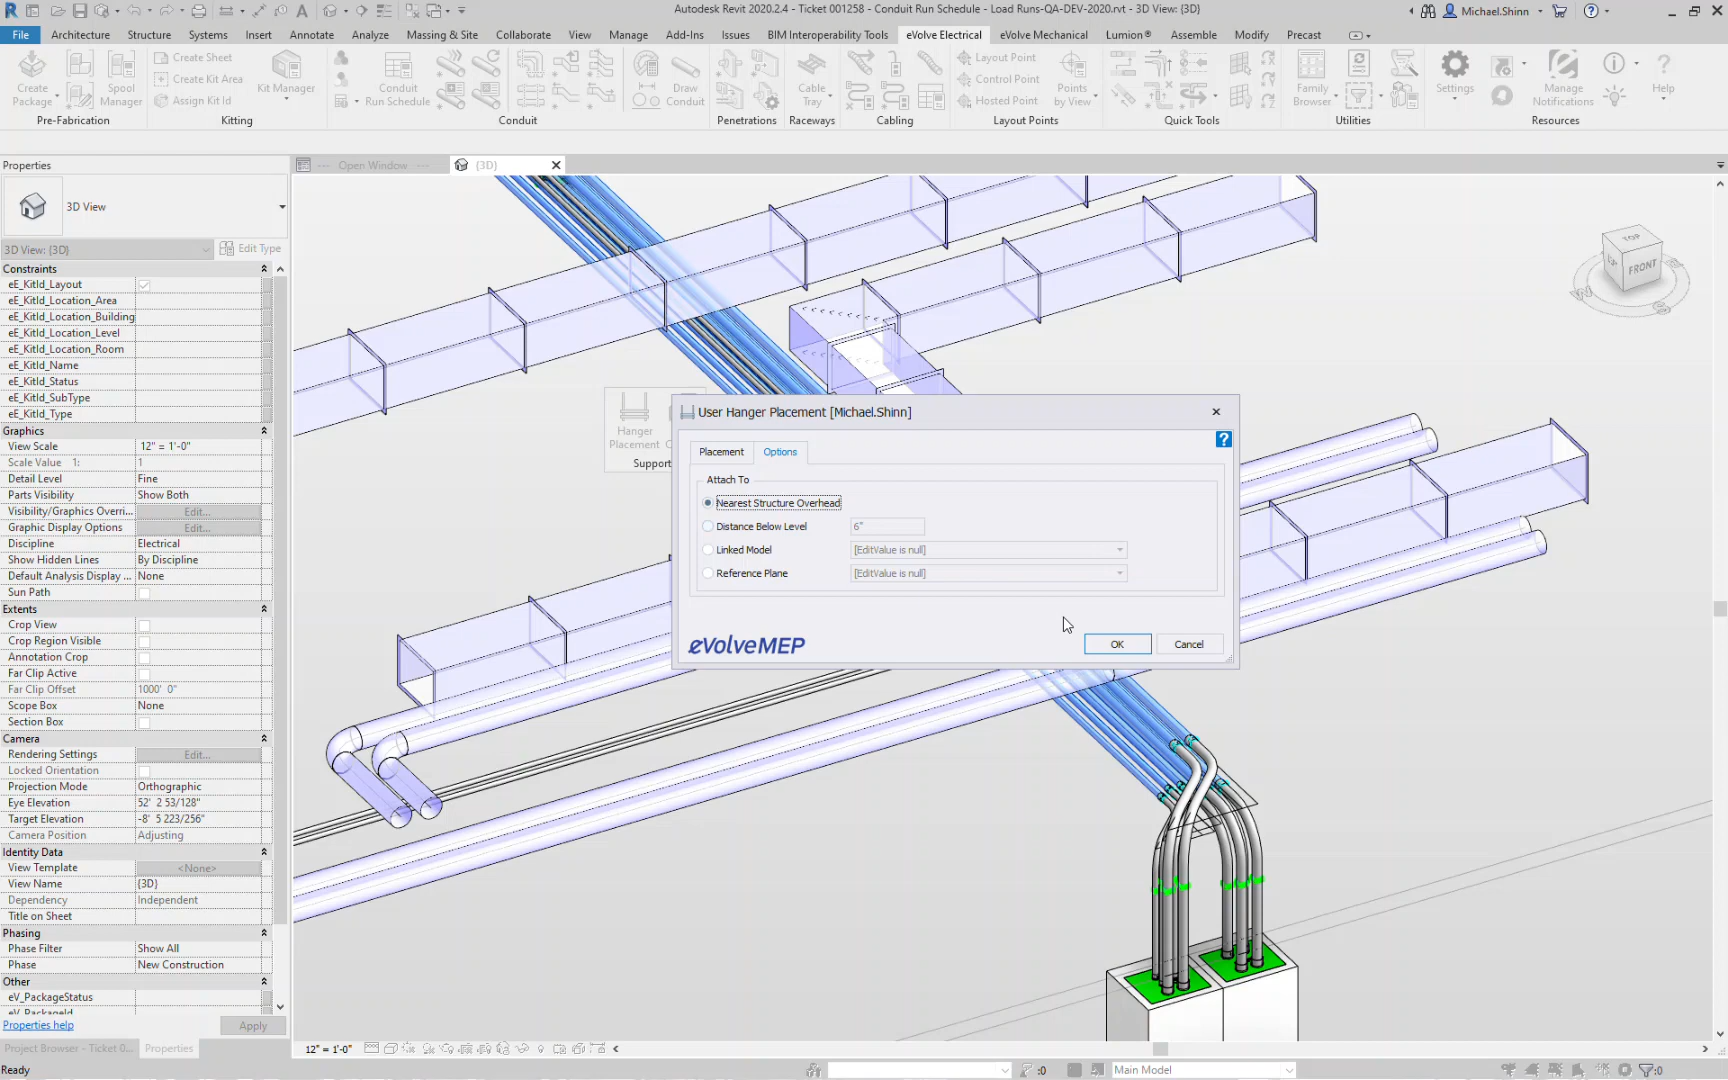 Autodesk Revit 2020.2.4 - Ticket 001258 - Conduit Run Schedule - Load Runs-QA-DEV-2020.rvt - 3D View: {3D}
Michael.Shinn
File Architecture Structure Systems Insert Annotate Analyze Massing & Site Collaborate View Manage Add-Ins Issues BIM Interoperability Tools eVolve Electrical eVolve Mechanical Lumion® Assemble Modify Precast
Create Package
Spool Manager
Pre-Fabrication
Create Sheet
Create Kit Area
Assign Kit Id
Kit Manager
Kitting
Conduit Run Schedule
Draw Conduit
Conduit
Penetrations
Cable Tray
Raceways
Cabling
Layout Point
Control Point
Hosted Point
Points by View
Layout Points
Quick Tools
Family Browser
Utilities
Settings
Manage Notifications
Help
Resources
Properties
Open Window
{3D}
3D View
3D View: {3D}
Edit Type
Constraints
eE_KitId_Layout
eE_KitId_Location_Area
eE_KitId_Location_Building
eE_KitId_Location_Level
eE_KitId_Location_Room
eE_KitId_Name
eE_KitId_Status
eE_KitId_SubType
eE_KitId_Type
Graphics
View Scale 12" = 1'-0"
Scale Value 1: 1
Detail Level Fine
Parts Visibility Show Both
Visibility/Graphics Overri... Edit...
Graphic Display Options Edit...
Discipline Electrical
Show Hidden Lines By Discipline
Default Analysis Display ... None
Sun Path
Extents
Crop View
Crop Region Visible
Annotation Crop
Far Clip Active
Far Clip Offset 1000' 0"
Scope Box None
Section Box
Camera
Rendering Settings Edit...
Locked Orientation
Projection Mode Orthographic
Eye Elevation 52' 2 53/128"
Target Elevation -8' 5 223/256"
Camera Position Adjusting
Identity Data
View Template <None>
View Name {3D}
Dependency Independent
Title on Sheet
Phasing
Phase Filter Show All
Phase New Construction
Other
eV_PackageStatus
eV_PackageId
Properties help
Apply
Project Browser - Ticket 0...
Properties
TOP
FRONT
Hanger Placement
Support
User Hanger Placement [Michael.Shinn]
Placement Options
Attach To
Nearest Structure Overhead
Distance Below Level 6"
Linked Model [EditValue is null]
Reference Plane [EditValue is null]
eVolveMEP
OK
Cancel
12" = 1'-0"
Ready
:0
Main Model
:0